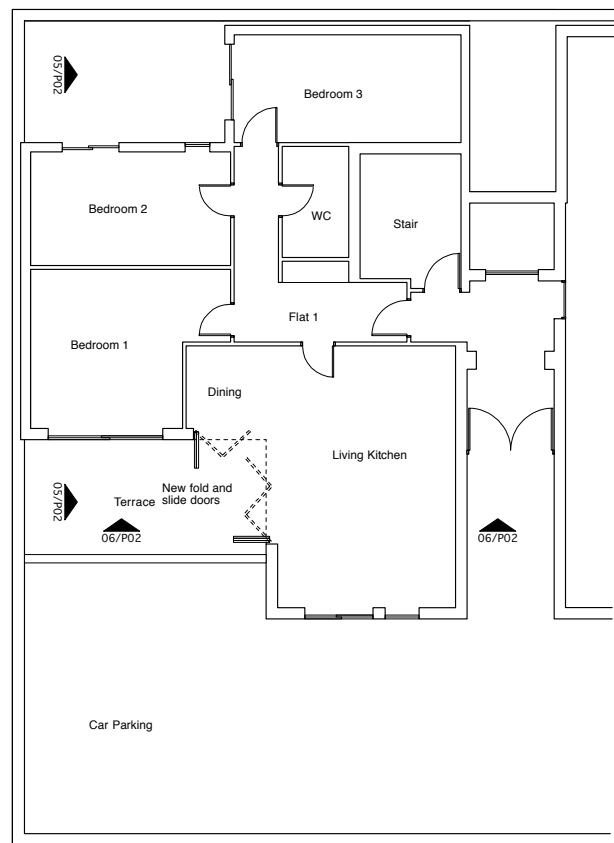 05/P02
Bedroom 3
Bedroom 2
WC
Stair
Flat 1
Bedroom 1
Dining
Living Kitchen
New fold and
slide doors
Terrace
05/P02
06/P02
06/P02
Car Parking